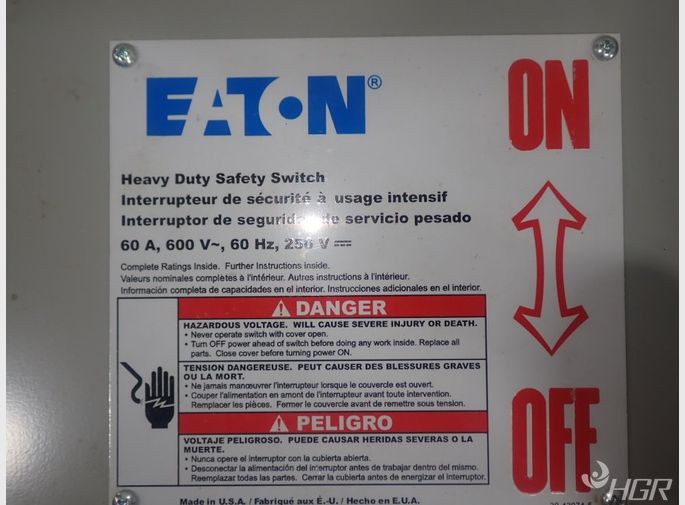 EATON®
ON
Heavy Duty Safety Switch
Interrupteur de sécurité à usage intensif
Interruptor de seguridad de servicio pesado
60 A, 600 V~, 60 Hz, 250 V
Complete Ratings Inside. Further Instructions inside.
Valeurs nominales complètes à l'intérieur. Autres instructions à l'intérieur.
Información completa de capacidades en el interior. Instrucciones adicionales en el interior.
DANGER
HAZARDOUS VOLTAGE. WILL CAUSE SEVERE INJURY OR DEATH.
• Never operate switch with cover open.
• Turn OFF power ahead of switch before doing any work inside. Replace all
parts. Close cover before turning power ON.
TENSION DANGEREUSE. PEUT CAUSER DES BLESSURES GRAVES
OU LA MORT.
• Ne jamais manœuvrer l'interrupteur lorsque le couvercle est ouvert.
• Couper l'alimentation en amont de l'interrupteur avant toute intervention.
Remplacer les pièces. Fermer le couvercle avant de remettre sous tension.
PELIGRO
VOLTAJE PELIGROSO. PUEDE CAUSAR HERIDAS SEVERAS O LA
MUERTE.
• Nunca opere el interruptor con la cubierta abierta.
• Desconectar la alimentación del interruptor antes de trabajar dentro del mismo.
Reemplazar todas las partes. Cerrar la cubierta antes de energizar el interruptor.
OFF
Made in U.S.A. / Fabriqué aux É.-U. / Hecho en E.U.A.
HGR